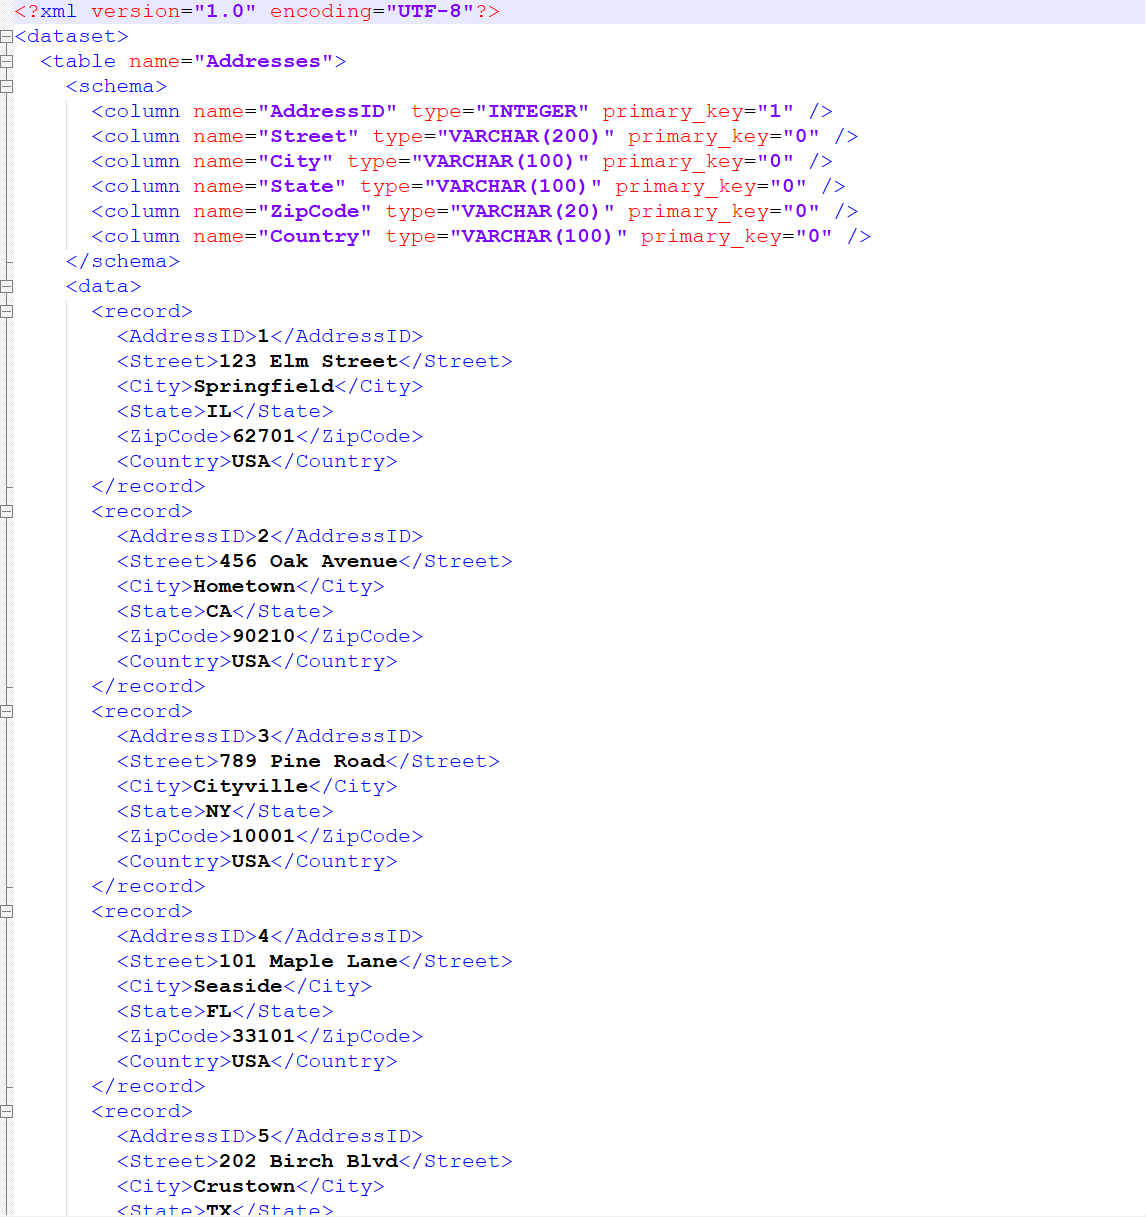 <?xml version="1.0" encoding="UTF-8"?>
<dataset>
  <table name="Addresses">
    <schema>
      <column name="AddressID" type="INTEGER" primary_key="1" />
      <column name="Street" type="VARCHAR(200)" primary_key="0" />
      <column name="City" type="VARCHAR(100)" primary_key="0" />
      <column name="State" type="VARCHAR(100)" primary_key="0" />
      <column name="ZipCode" type="VARCHAR(20)" primary_key="0" />
      <column name="Country" type="VARCHAR(100)" primary_key="0" />
    </schema>
    <data>
      <record>
        <AddressID>1</AddressID>
        <Street>123 Elm Street</Street>
        <City>Springfield</City>
        <State>IL</State>
        <ZipCode>62701</ZipCode>
        <Country>USA</Country>
      </record>
      <record>
        <AddressID>2</AddressID>
        <Street>456 Oak Avenue</Street>
        <City>Hometown</City>
        <State>CA</State>
        <ZipCode>90210</ZipCode>
        <Country>USA</Country>
      </record>
      <record>
        <AddressID>3</AddressID>
        <Street>789 Pine Road</Street>
        <City>Cityville</City>
        <State>NY</State>
        <ZipCode>10001</ZipCode>
        <Country>USA</Country>
      </record>
      <record>
        <AddressID>4</AddressID>
        <Street>101 Maple Lane</Street>
        <City>Seaside</City>
        <State>FL</State>
        <ZipCode>33101</ZipCode>
        <Country>USA</Country>
      </record>
      <record>
        <AddressID>5</AddressID>
        <Street>202 Birch Blvd</Street>
        <City>Crustown</City>
        <State>TX</State>